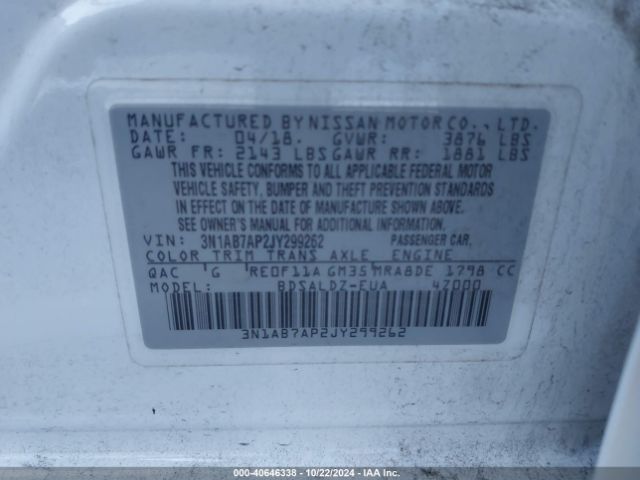 MANUFACTURED BY NISSAN MOTOR CO., LTD.
DATE: 04/18. GVWR: 3876 LBS
GAWR FR: 2143 LBS GAWR RR: 1881 LBS
THIS VEHICLE CONFORMS TO ALL APPLICABLE FEDERAL MOTOR
VEHICLE SAFETY, BUMPER AND THEFT PREVENTION STANDARDS
IN EFFECT ON THE DATE OF MANUFACTURE SHOWN ABOVE.
SEE OWNER'S MANUAL FOR ADDITIONAL INFORMATION.
VIN: 3N1AB7AP2JY299262 PASSENGER CAR.
COLOR TRIM TRANS AXLE ENGINE
QAC G RE0F11A GM35 MRA8DE 1798 CC
MODEL: BDSALDZ-EUA 4Z000
3N1AB7AP2JY299262
000-40646338 - 10/22/2024 - IAA Inc.